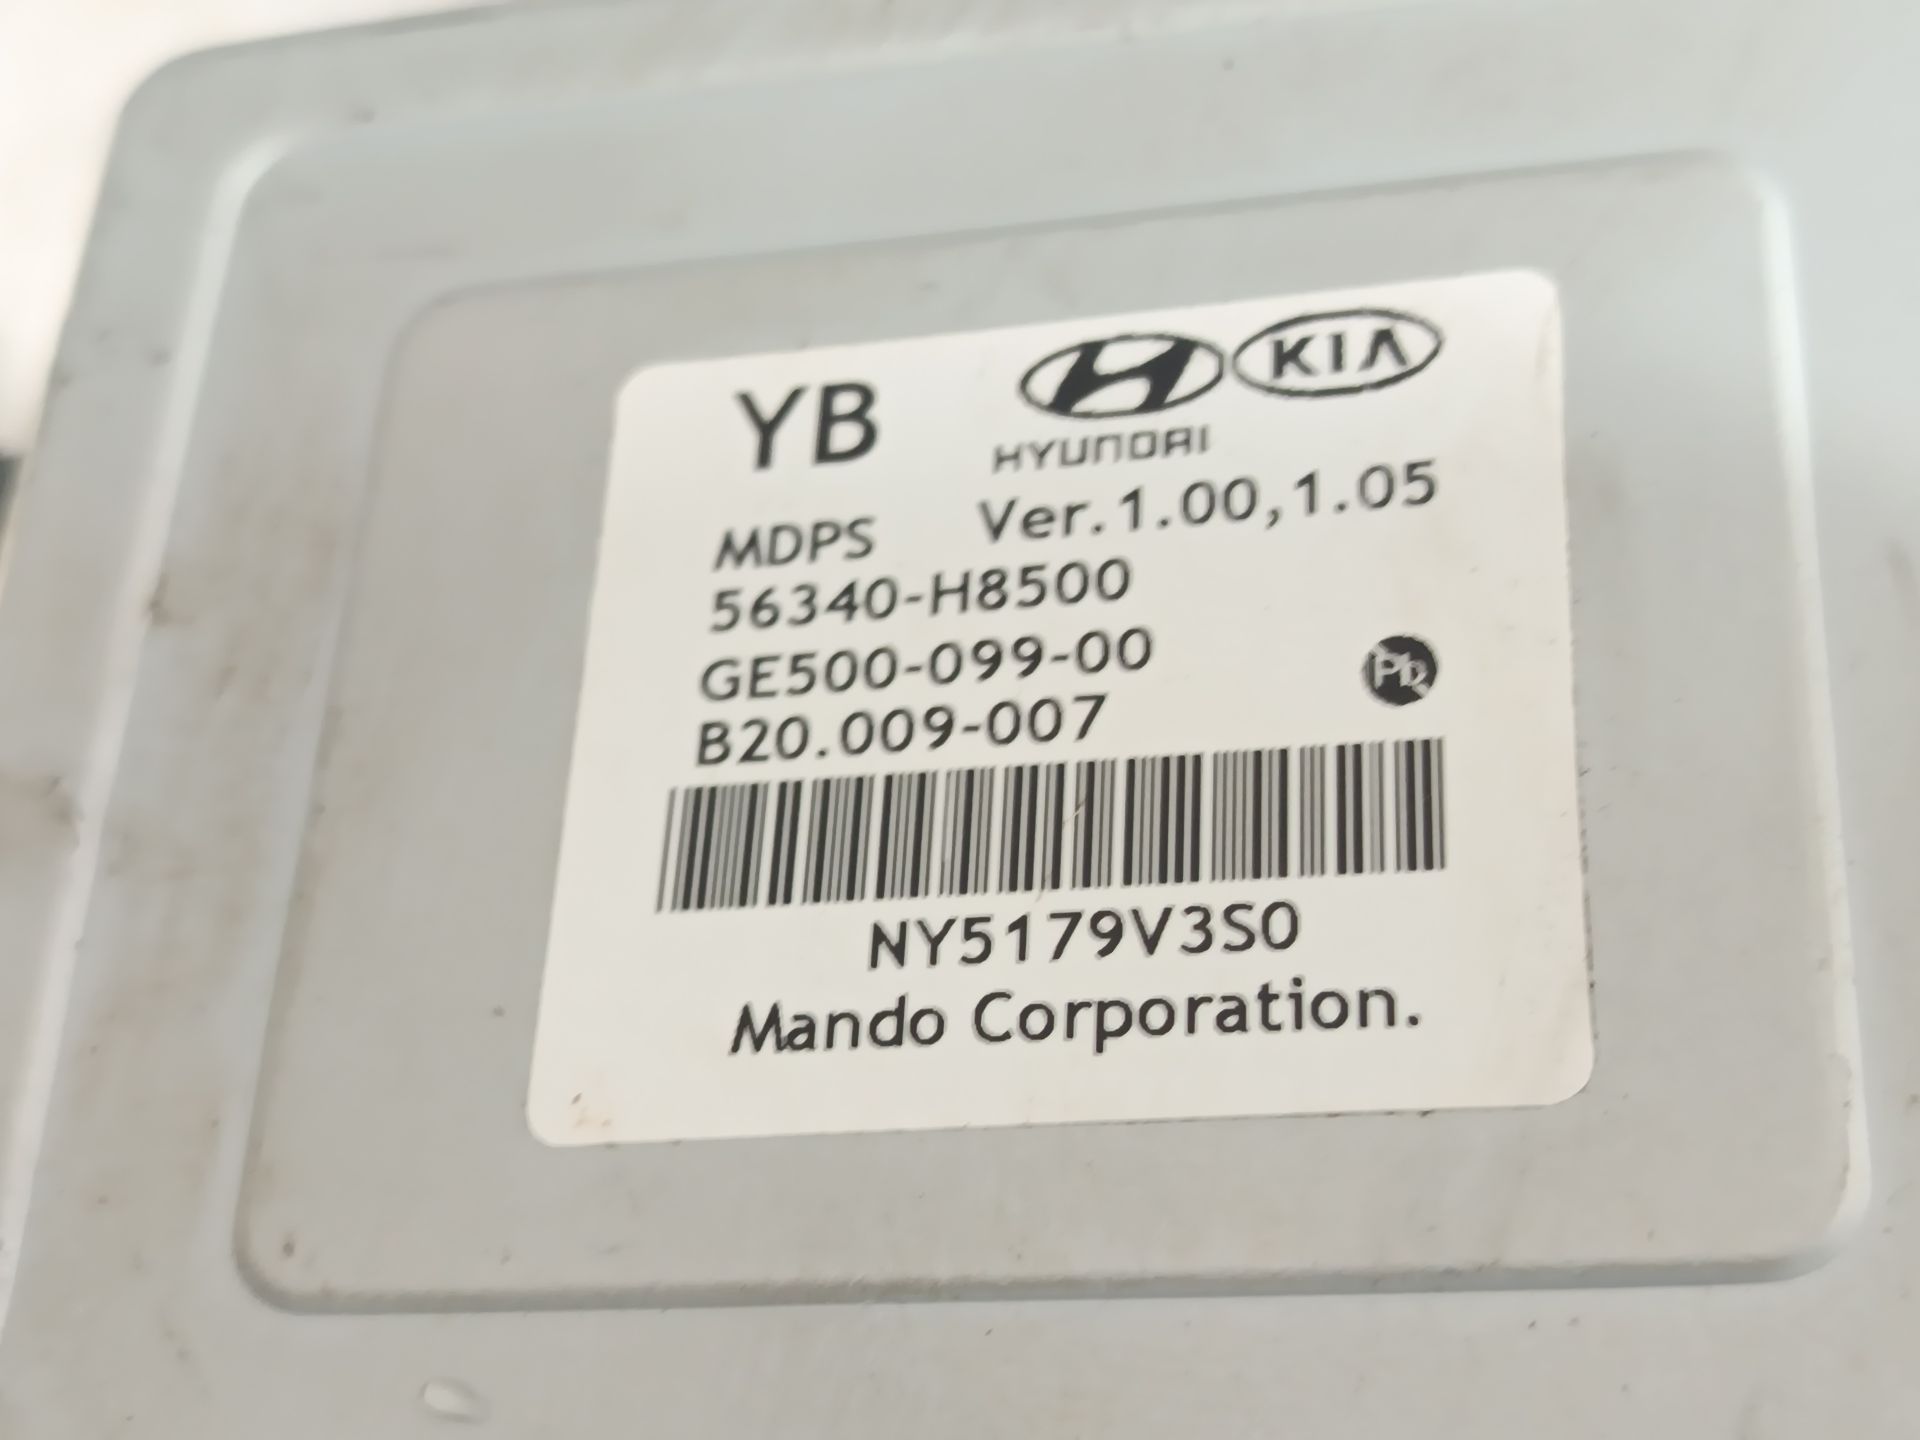 YB
KIA
HYUNDAI
MDPS Ver.1.00,1.05
56340-H8500
GE500-099-00
Pb
B20.009-007
NY5179V3S0
Mando Corporation.